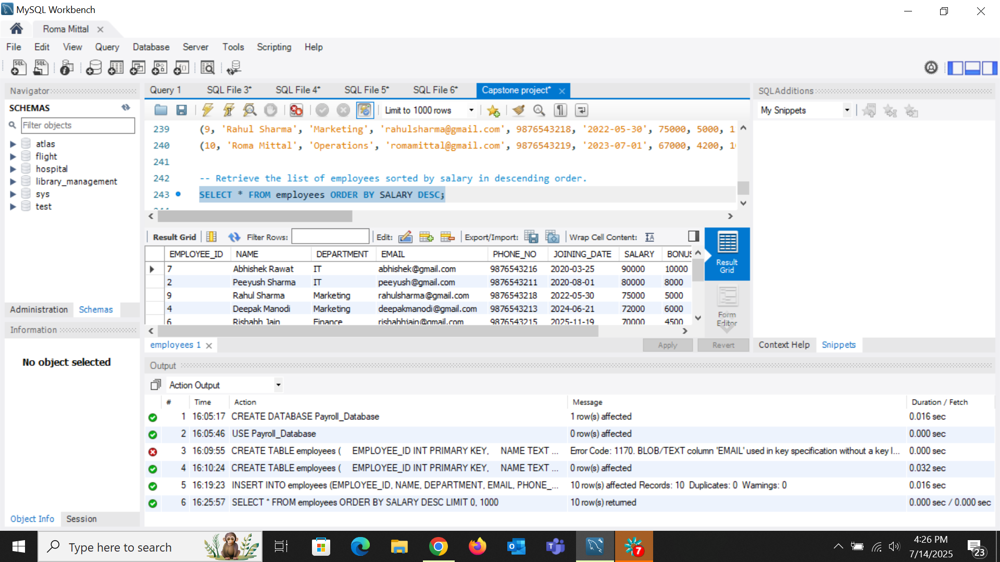 MySQL Workbench
Roma Mittal
File Edit View Query Database Server Tools Scripting Help
Navigator
SCHEMAS
Filter objects
atlas
flight
hospital
library_management
sys
test
Administration Schemas
Information
No object selected
Object Info Session
Query 1 SQL File 3* SQL File 4* SQL File 5* SQL File 6* Capstone project*
Limit to 1000 rows
239 (9, 'Rahul Sharma', 'Marketing', 'rahulsharma@gmail.com', 9876543218, '2022-05-30', 75000, 5000, 1
240 (10, 'Roma Mittal', 'Operations', 'romamittal@gmail.com', 9876543219, '2023-07-01', 67000, 4200, 1
241
242 -- Retrieve the list of employees sorted by salary in descending order.
243 SELECT * FROM employees ORDER BY SALARY DESC;
Result Grid Filter Rows: Edit: Export/Import: Wrap Cell Content:
EMPLOYEE_ID NAME DEPARTMENT EMAIL PHONE_NO JOINING_DATE SALARY BONUS
7 Abhishek Rawat IT abhishek@gmail.com 9876543216 2020-03-25 90000 10000
2 Peeyush Sharma IT peeyush@gmail.com 9876543211 2020-08-01 80000 8000
9 Rahul Sharma Marketing rahulsharma@gmail.com 9876543218 2022-05-30 75000 5000
4 Deepak Manodi Marketing deepakmanodi@gmail.com 9876543213 2024-06-21 72000 6000
6 Rishabh Jain Finance rishabhjain@gmail.com 9876543215 2025-11-19 70000 4500
Result Grid
Form Editor
employees 1
Apply Revert
SQLAdditions
My Snippets
Context Help Snippets
Output
Action Output
# Time Action Message Duration / Fetch
1 16:05:17 CREATE DATABASE Payroll_Database 1 row(s) affected 0.016 sec
2 16:05:46 USE Payroll_Database 0 row(s) affected 0.000 sec
3 16:09:55 CREATE TABLE employees ( EMPLOYEE_ID INT PRIMARY KEY, NAME TEXT ... Error Code: 1170. BLOB/TEXT column 'EMAIL' used in key specification without a key l... 0.000 sec
4 16:10:24 CREATE TABLE employees ( EMPLOYEE_ID INT PRIMARY KEY, NAME TEXT ... 0 row(s) affected 0.032 sec
5 16:19:23 INSERT INTO employees (EMPLOYEE_ID, NAME, DEPARTMENT, EMAIL, PHONE_... 10 row(s) affected Records: 10 Duplicates: 0 Warnings: 0 0.016 sec
6 16:25:57 SELECT * FROM employees ORDER BY SALARY DESC LIMIT 0, 1000 10 row(s) returned 0.000 sec / 0.000 sec
Type here to search
7
4:26 PM
7/14/2025
23